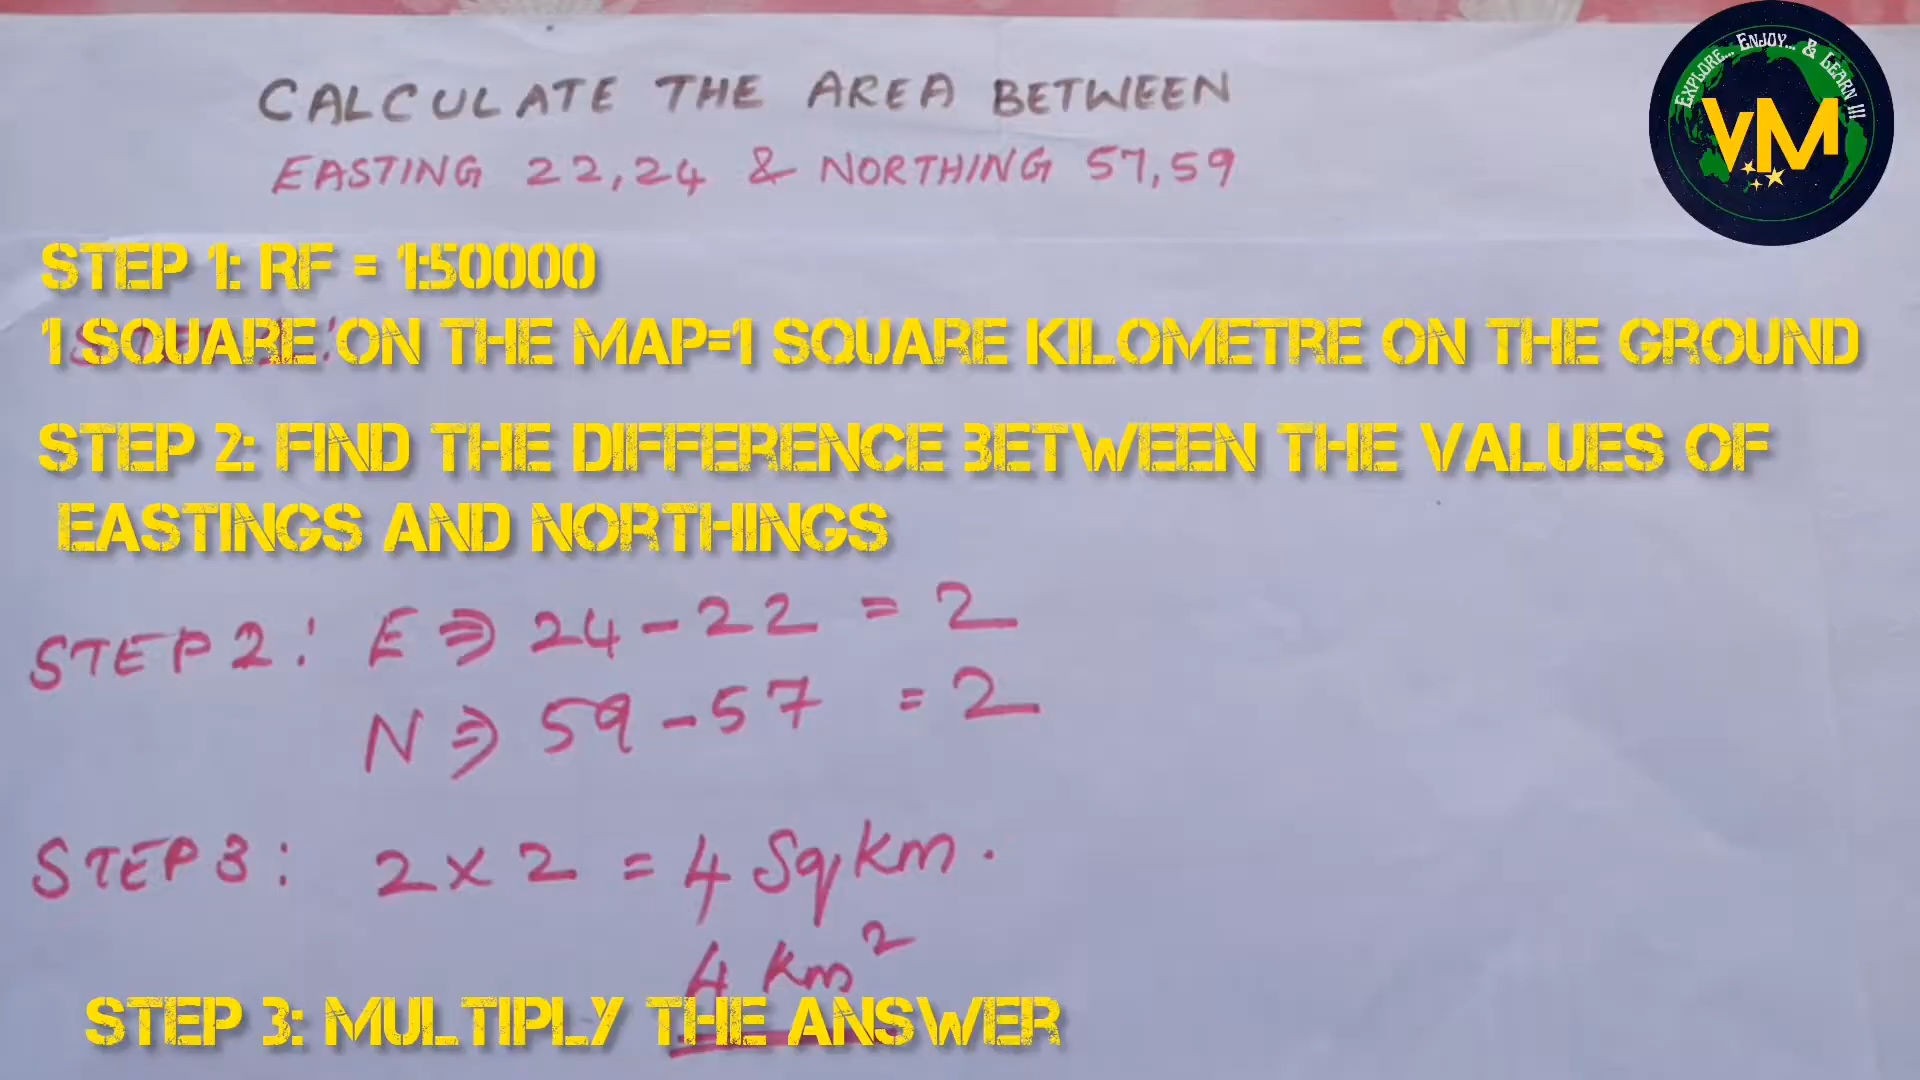 CALCULATE THE AREA BETWEEN
EASTING 22,24 & NORTHING 57,59
EXPLORE... ENJOY... & LEARN !!!
VM
STEP 1: RF = 1:50000
1 SQUARE ON THE MAP=1 SQUARE KILOMETRE ON THE GROUND
STEP 2: FIND THE DIFFERENCE BETWEEN THE VALUES OF
EASTINGS AND NORTHINGS
STEP 2: E ⇒ 24 - 22 = 2
N ⇒ 59 - 57 = 2
STEP 3: 2 × 2 = 4 Sq km.
4 km²
STEP 3: MULTIPLY THE ANSWER